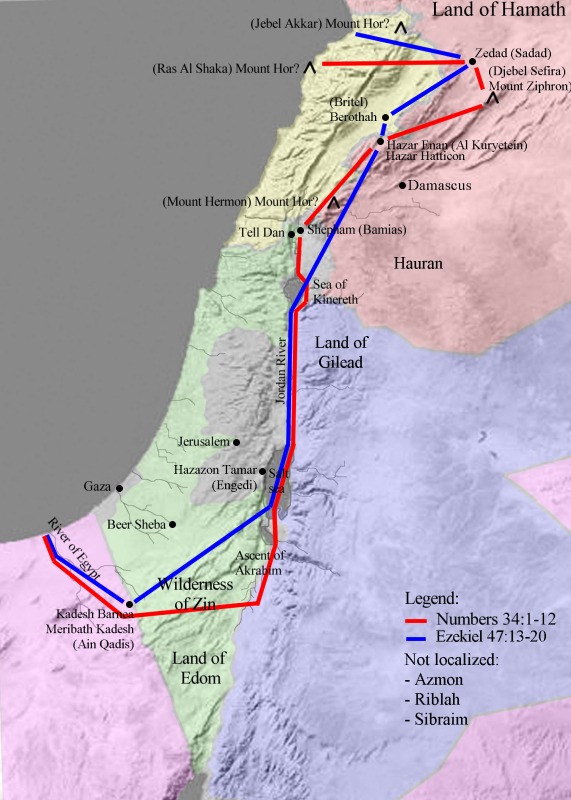 Land of Hamath
(Jebel Akkar) Mount Hor?
Zedad (Sadad)
(Ras Al Shaka) Mount Hor?
(Djebel Sefira)
Mount Ziphron)
(Britel)
Berothah
Hazar Enan (Al Kuryetein)
Hazar Hatticon
Damascus
(Mount Hermon) Mount Hor?
Tell Dan
Shepham (Bamias)
Hauran
Sea of
Kinereth
Land of
Gilead
Jordan River
Jerusalem
Hazazon Tamar
(Engedi)
Salt
sea
Gaza
Beer Sheba
River of Egypt
Ascent of
Akrabim
Wilderness
of Zin
Kadesh Barnea
Meribath Kadesh
(Ain Qadis)
Land of
Edom
Legend:
Numbers 34:1-12
Ezekiel 47:13-20
Not localized:
- Azmon
- Riblah
- Sibraim